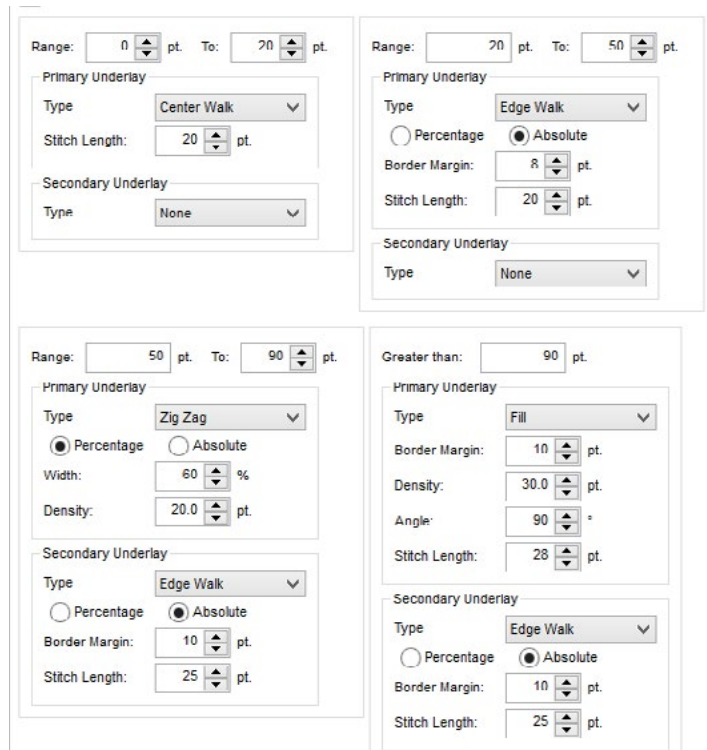 Range: 0 pt. To: 20 pt.
Primary Underlay
Type Center Walk
Stitch Length: 20 pt.
Secondary Underlay
Type None
Range: 20 pt. To: 50 pt.
Primary Underlay
Type Edge Walk
Percentage Absolute
Border Margin: 8 pt.
Stitch Length: 20 pt.
Secondary Underlay
Type None
Range: 50 pt. To: 90 pt.
Primary Underlay
Type Zig Zag
Percentage Absolute
Width: 60 %
Density: 20.0 pt.
Secondary Underlay
Type Edge Walk
Percentage Absolute
Border Margin: 10 pt.
Stitch Length: 25 pt.
Greater than: 90 pt.
Primary Underlay
Type Fill
Border Margin: 10 pt.
Density: 30.0 pt.
Angle: 90 °
Stitch Length: 28 pt.
Secondary Underlay
Type Edge Walk
Percentage Absolute
Border Margin: 10 pt.
Stitch Length: 25 pt.